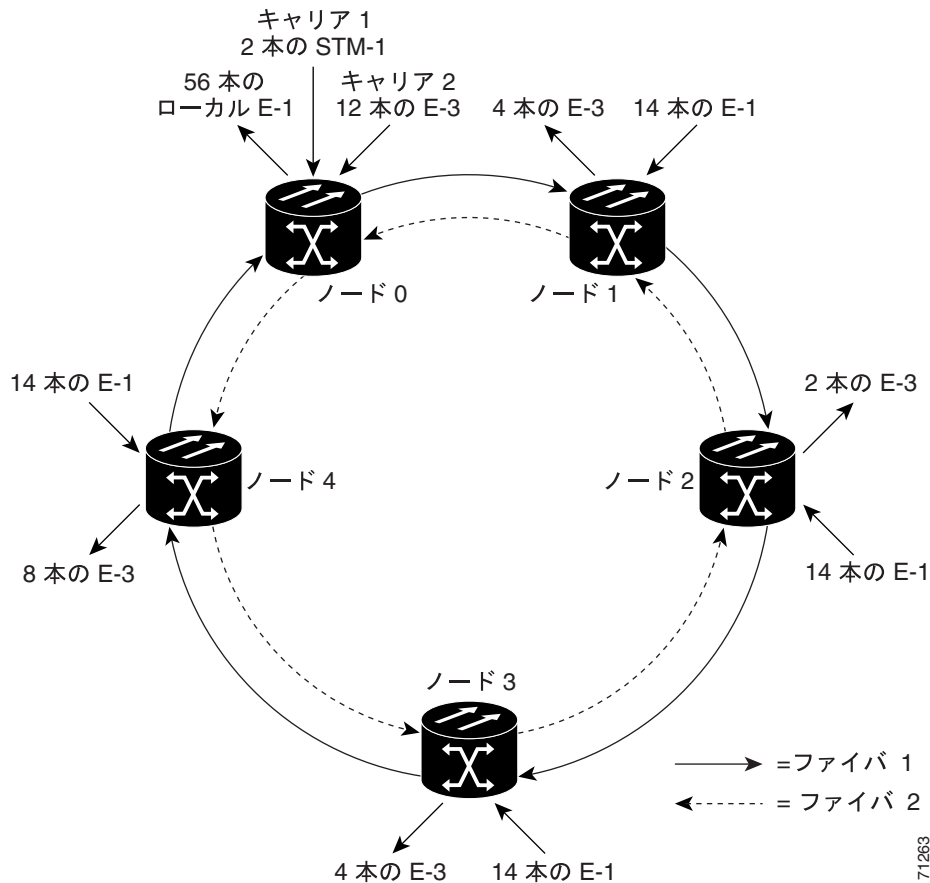 キャリア 1
2 本の STM-1
56 本の
ローカル E-1
キャリア 2
12 本の E-3
4 本の E-3
14 本の E-1
ノード 0
ノード 1
14 本の E-1
2 本の E-3
ノード 4
ノード 2
8 本の E-3
14 本の E-1
ノード 3
=ファイバ 1
= ファイバ 2
4 本の E-3
14 本の E-1
71263